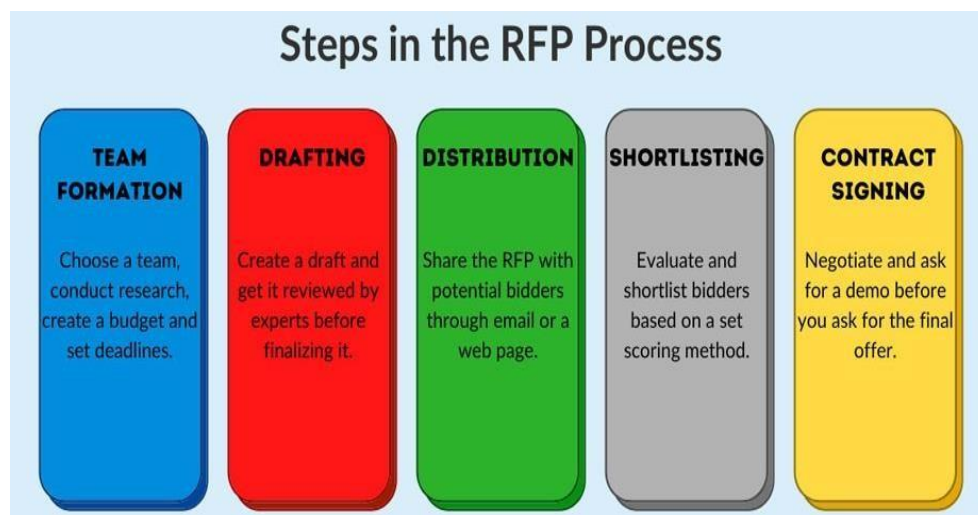 Steps in the RFP Process
TEAM
FORMATION
Choose a team,
conduct research,
create a budget and
set deadlines.
DRAFTING
Create a draft and
get it reviewed by
experts before
finalizing it.
DISTRIBUTION
Share the RFP with
potential bidders
through email or a
web page.
SHORTLISTING
Evaluate and
shortlist bidders
based on a set
scoring method.
CONTRACT
SIGNING
Negotiate and ask
for a demo before
you ask for the final
offer.